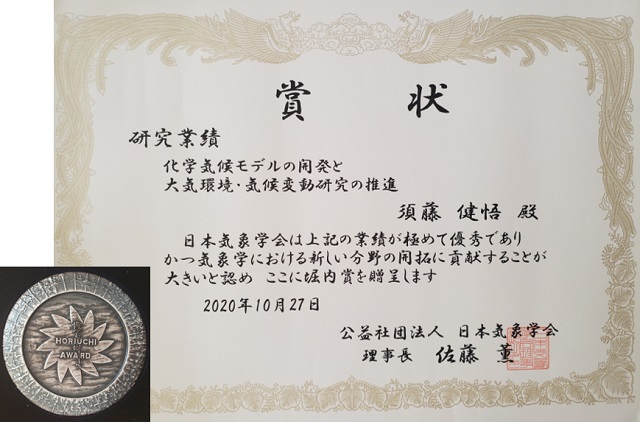 賞状
研究業績
化学気候モデルの開発と
大気環境・気候変動研究の推進
須藤 健悟 殿
日本気象学会は上記の業績が極めて優秀であり
かつ気象学における新しい分野の開拓に貢献することが
大きいと認め ここに堀内賞を贈呈します
2020年10月27日
公益社団法人 日本気象学会
理事長 佐藤 薫
HORIUCHI
AWARD